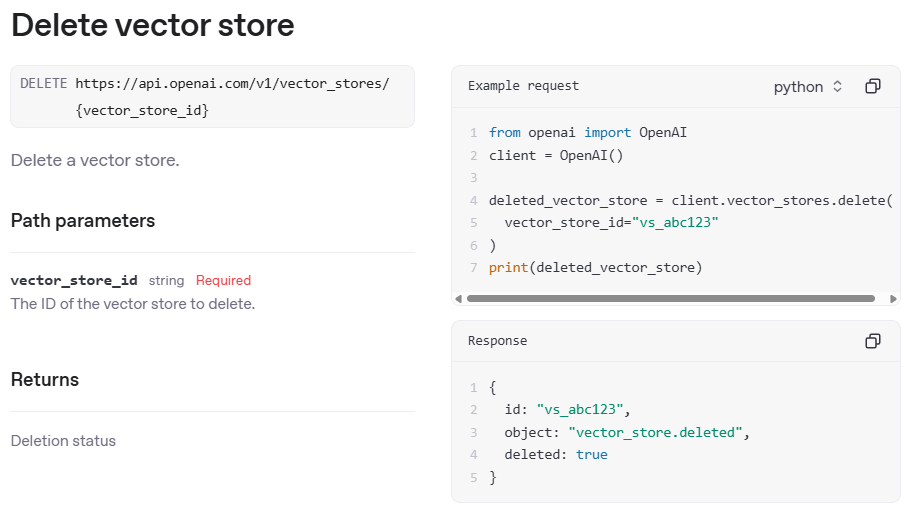 Delete vector store
DELETE https://api.openai.com/v1/vector_stores/
{vector_store_id}
Delete a vector store.
Path parameters
vector_store_id string Required
The ID of the vector store to delete.
Returns
Deletion status
Example request python
1 from openai import OpenAI
2 client = OpenAI()
3
4 deleted_vector_store = client.vector_stores.delete(
5   vector_store_id="vs_abc123"
6 )
7 print(deleted_vector_store)
Response
1 {
2   id: "vs_abc123",
3   object: "vector_store.deleted",
4   deleted: true
5 }